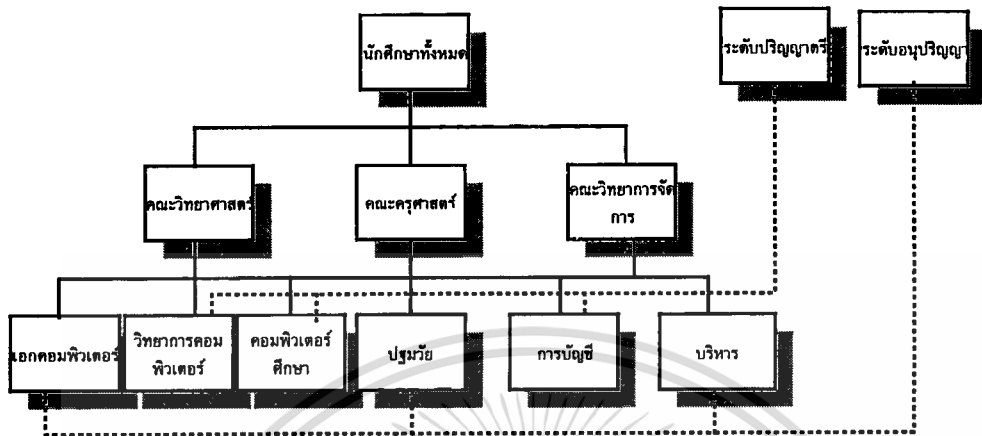 นักศึกษาทั้งหมด
ระดับปริญญาตรี
ระดับอนุปริญญา
คณะวิทยาศาสตร์
คณะครุศาสตร์
คณะวิทยาการจัด
การ
เอกคอมพิวเตอร์
วิทยาการคอม
พิวเตอร์
คอมพิวเตอร์
ศึกษา
ปฐมวัย
การบัญชี
บริหาร